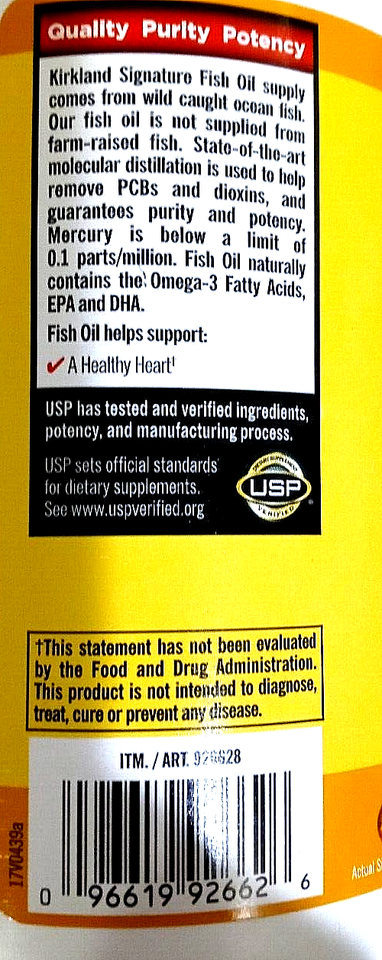 Quality Purity Potency
Kirkland Signature Fish Oil supply
comes from wild caught ocean fish.
Our fish oil is not supplied from
farm-raised fish. State-of-the-art
molecular distillation is used to help
remove PCBs and dioxins, and
guarantees purity and potency.
Mercury is below a limit of
0.1 parts/million. Fish Oil naturally
contains the Omega-3 Fatty Acids,
EPA and DHA.
Fish Oil helps support:
✓ A Healthy Heart†
USP has tested and verified ingredients,
potency, and manufacturing process.
USP sets official standards
for dietary supplements.
See www.uspverified.org
DIETARY SUPPLEMENT
USP
VERIFIED
®
†This statement has not been evaluated
by the Food and Drug Administration.
This product is not intended to diagnose,
treat, cure or prevent any disease.
ITM. / ART.
17V0439a
0 96619 92662 6
Actual